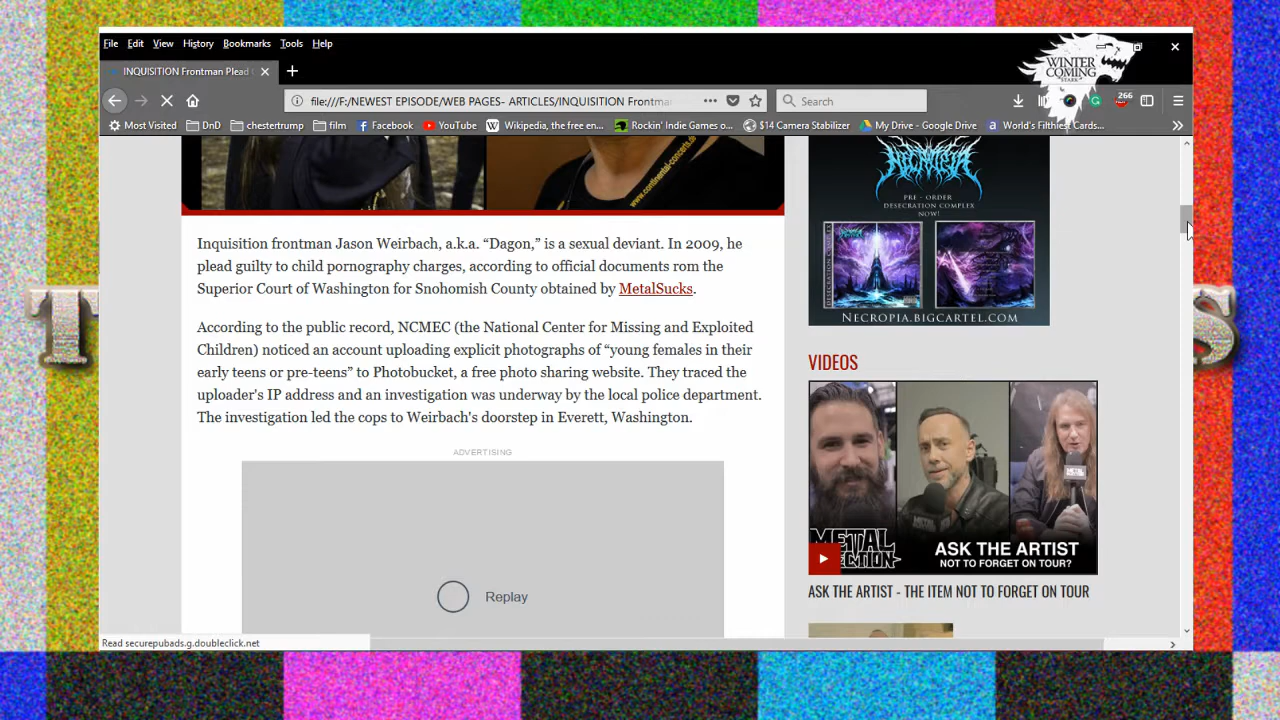 File Edit View History Bookmarks Tools Help
WINTER
COMING
STARK
INQUISITION Frontman Plead
file:///F:/NEWEST EPISODE/WEB PAGES- ARTICLES/INQUISITION Frontma
Search
266
Most Visited DnD chestertrump film Facebook YouTube Wikipedia, the free en... Rockin' Indie Games o... $14 Camera Stabilizer My Drive - Google Drive World's Filthiest Cards...
www.continental-concerts.de
Inquisition frontman Jason Weirbach, a.k.a. “Dagon,” is a sexual deviant. In 2009, he
plead guilty to child pornography charges, according to official documents rom the
Superior Court of Washington for Snohomish County obtained by MetalSucks.
According to the public record, NCMEC (the National Center for Missing and Exploited
Children) noticed an account uploading explicit photographs of “young females in their
early teens or pre-teens” to Photobucket, a free photo sharing website. They traced the
uploader's IP address and an investigation was underway by the local police department.
The investigation led the cops to Weirbach's doorstep in Everett, Washington.
ADVERTISING
Replay
NECROPIA
PRE - ORDER
DESECRATION COMPLEX
NOW!
NECROPIA.BIGCARTEL.COM
VIDEOS
ASK THE ARTIST
NOT TO FORGET ON TOUR?
ASK THE ARTIST - THE ITEM NOT TO FORGET ON TOUR
Read securepubads.g.doubleclick.net
T
S